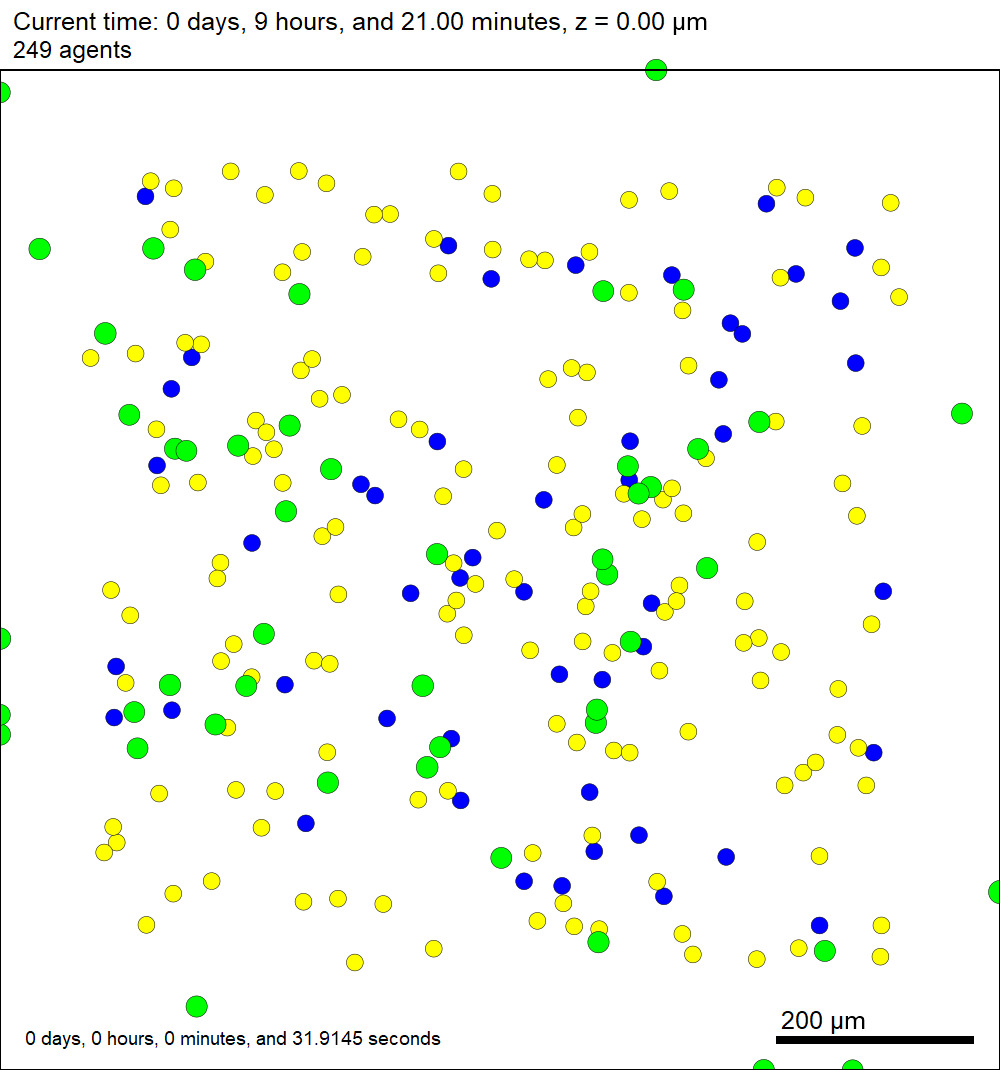 Current time: 0 days, 9 hours, and 21.00 minutes, z = 0.00 µm
249 agents
200 µm
0 days, 0 hours, 0 minutes, and 31.9145 seconds